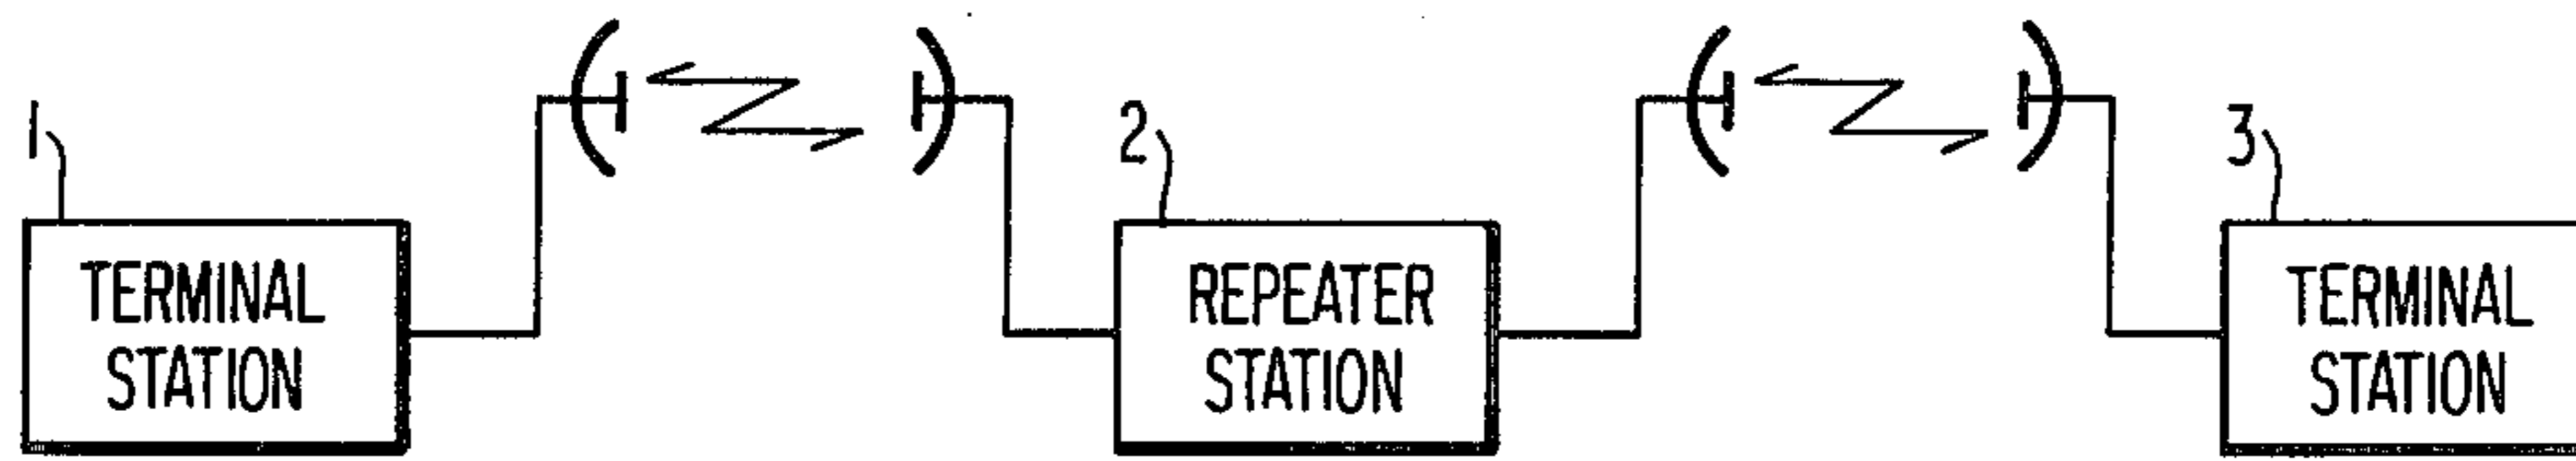 1
2
3
TERMINAL
STATION
REPEATER
STATION
TERMINAL
STATION